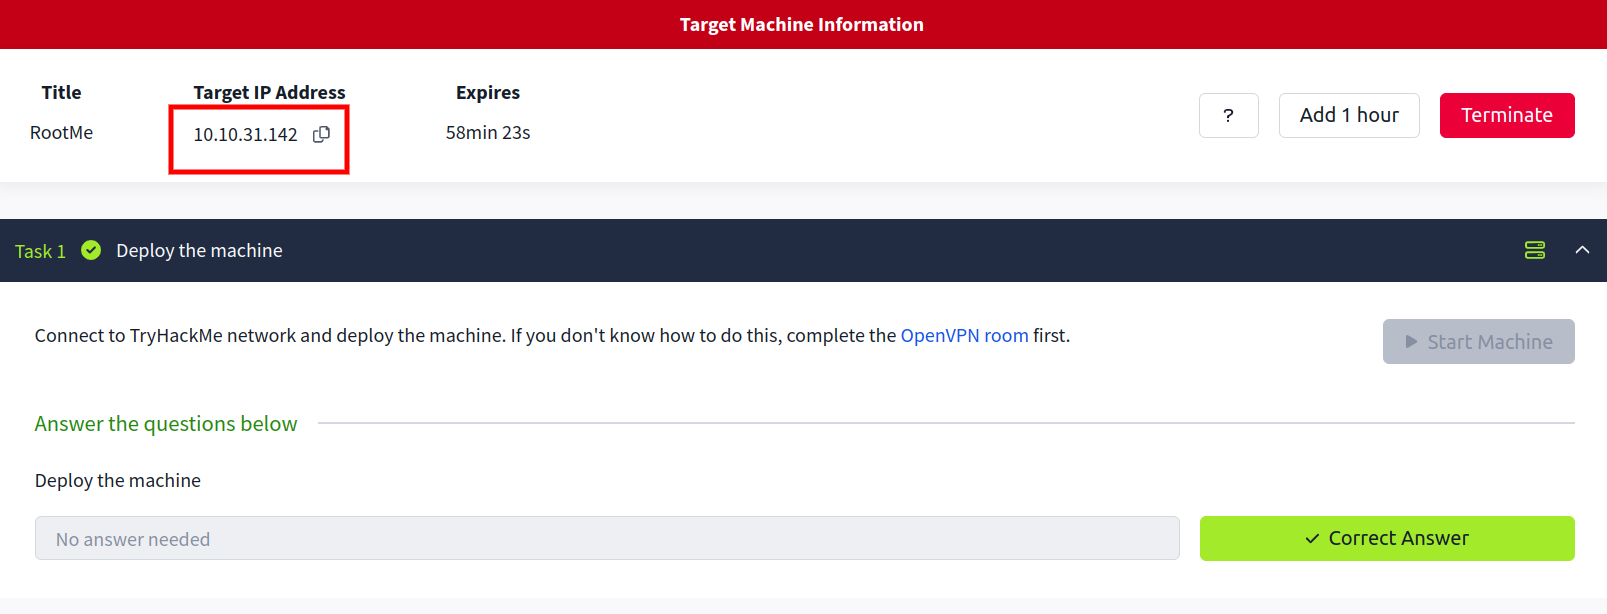 Target Machine Information
Title Target IP Address Expires
RootMe 10.10.31.142 58min 23s ? Add 1 hour Terminate
Task 1 Deploy the machine
Connect to TryHackMe network and deploy the machine. If you don't know how to do this, complete the OpenVPN room first.
Start Machine
Answer the questions below
Deploy the machine
No answer needed Correct Answer